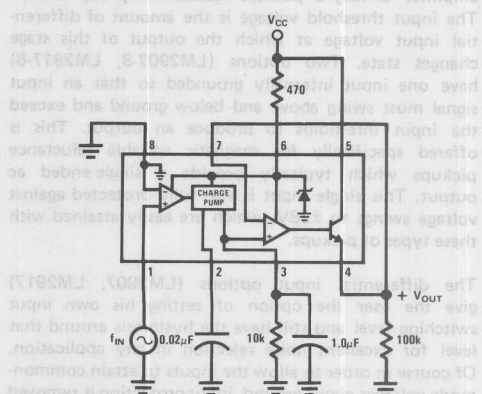 The input threshold voltage is the amount of differen-
tial input voltage at which the output of this stage
changes state. Two options (LM2907-8, LM2917-8)
have one input internally grounded so that an input
signal must swing above and below ground and exceed
the input thresholds to produce an output. This is
offered specifically for magnetic variable reluctance
pickups which typically provide a single-ended ac
output. This single input is also protected against
voltage swings to ±28V, which are easily attained with
these types of pickups.
The differential input options (LM2907, LM2917)
give the user the option of setting his own input
switching level and still have the hysteresis around that
level for excellent noise rejection in any application.
Of course in order to allow the inputs to attain common-
VCC
470
8
7
6
5
CHARGE
PUMP
1
2
3
4
+ VOUT
fIN
0.02μF
10k
1.0μF
100k